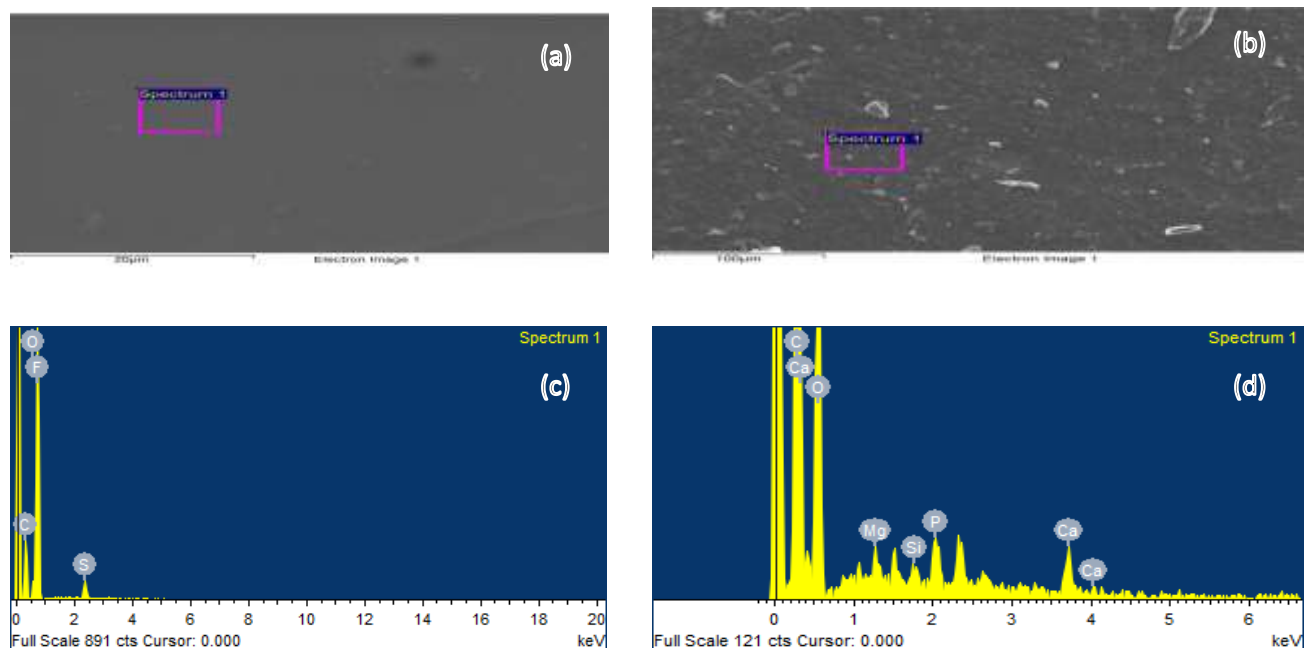 (a)
Spectrum 1
20µm Electron Image 1
(b)
Spectrum 1
100µm Electron Image 1
Spectrum 1
(c)
O
F
C
S
0 2 4 6 8 10 12 14 16 18 20
Full Scale 891 cts Cursor: 0.000 keV
Spectrum 1
(d)
C
Ca
O
Mg Si P Ca
Ca
0 1 2 3 4 5 6
Full Scale 121 cts Cursor: 0.000 keV